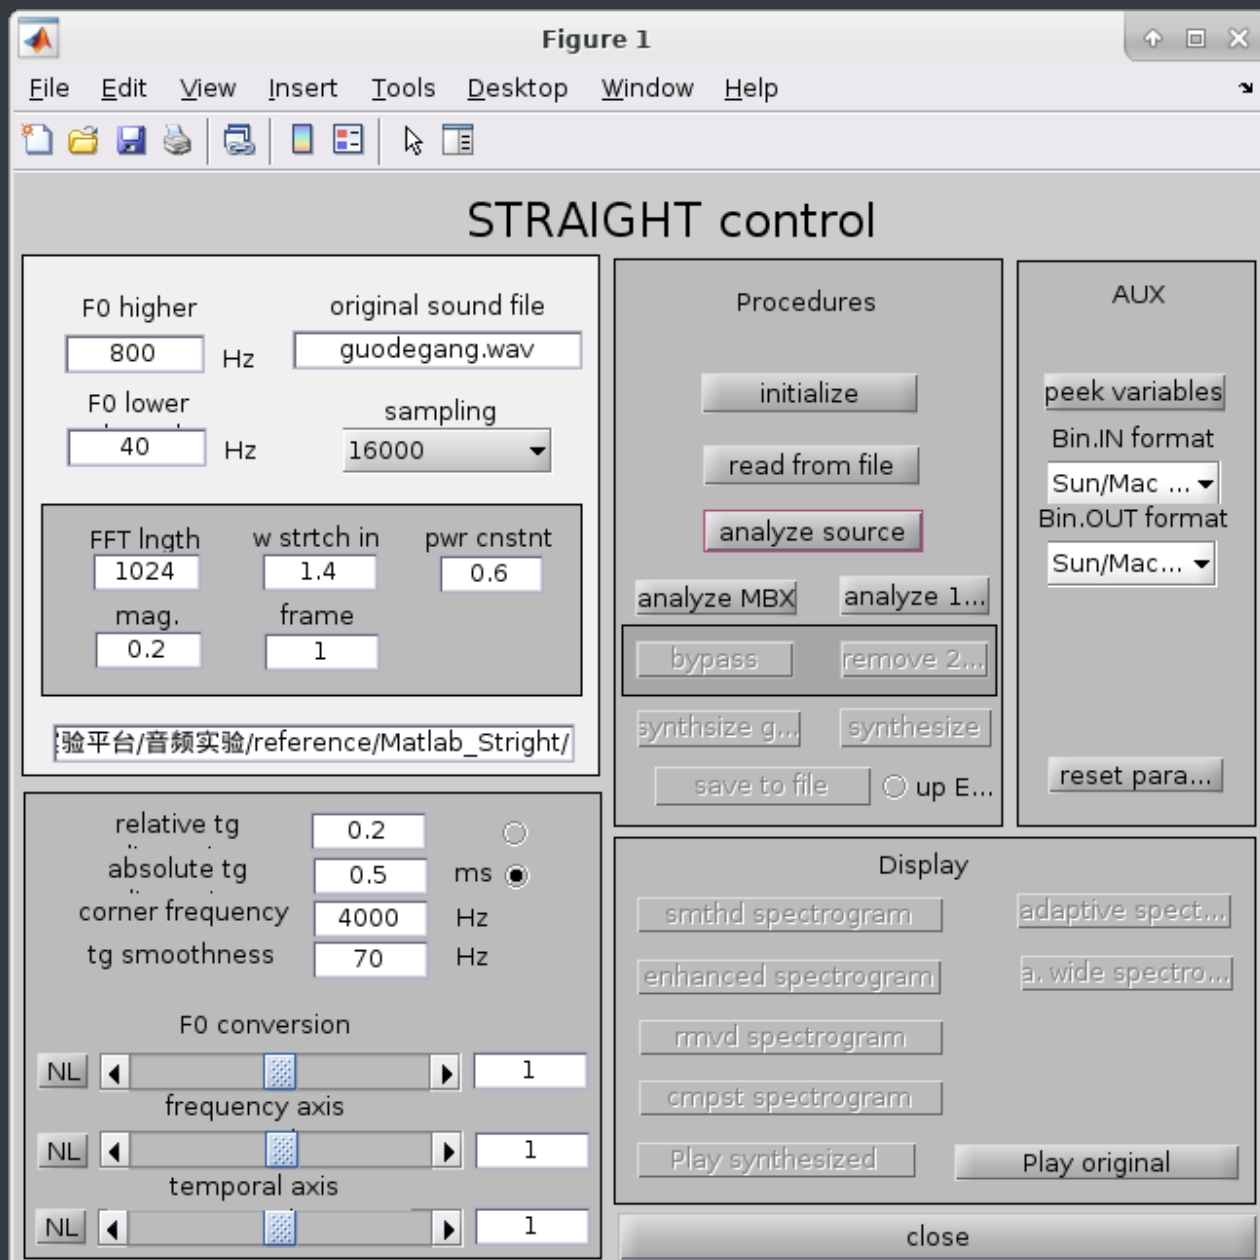 Figure 1
File Edit View Insert Tools Desktop Window Help
STRAIGHT control
F0 higher
800 Hz
original sound file
guodegang.wav
F0 lower
40 Hz
sampling
16000
FFT lngth
1024
w strtch in
1.4
pwr cnstnt
0.6
mag.
0.2
frame
1
验平台/音频实验/reference/Matlab_Stright/
relative tg
0.2
absolute tg
0.5 ms
corner frequency
4000 Hz
tg smoothness
70 Hz
F0 conversion
NL 1
frequency axis
NL 1
temporal axis
NL 1
Procedures
initialize
read from file
analyze source
analyze MBX
analyze 1...
bypass
remove 2...
synthsize g...
synthesize
save to file
up E...
AUX
peek variables
Bin.IN format
Sun/Mac ...
Bin.OUT format
Sun/Mac...
reset para...
Display
smthd spectrogram
adaptive spect...
enhanced spectrogram
a. wide spectro...
rmvd spectrogram
cmpst spectrogram
Play synthesized
Play original
close